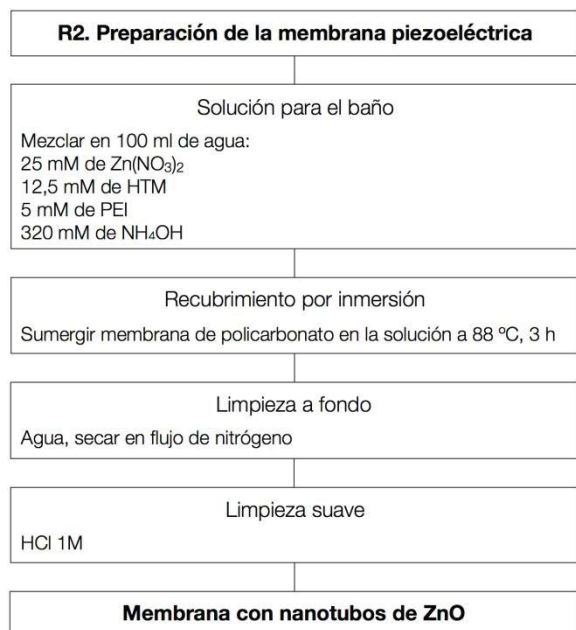 R2. Preparación de la membrana piezoeléctrica
Solución para el baño
Mezclar en 100 ml de agua:
25 mM de Zn(NO₃)₂
12,5 mM de HTM
5 mM de PEI
320 mM de NH₄OH
Recubrimiento por inmersión
Sumergir membrana de policarbonato en la solución a 88 ºC, 3 h
Limpieza a fondo
Agua, secar en flujo de nitrógeno
Limpieza suave
HCl 1M
Membrana con nanotubos de ZnO